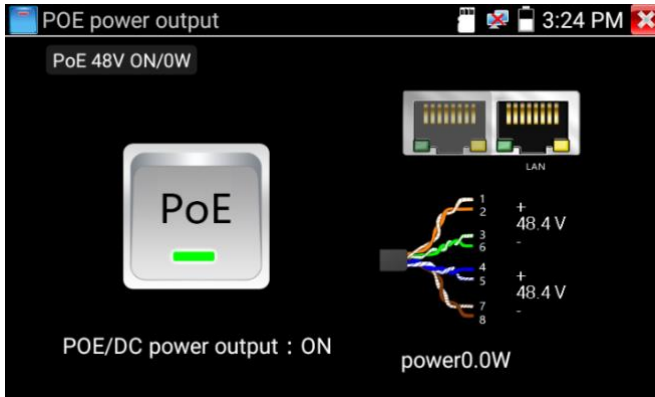 POE power output
3:24 PM
PoE 48V ON/0W
PoE
POE/DC power output：ON
LAN
1
2
3
6
4
5
7
8
+
48.4 V
-
+
48.4 V
-
power0.0W